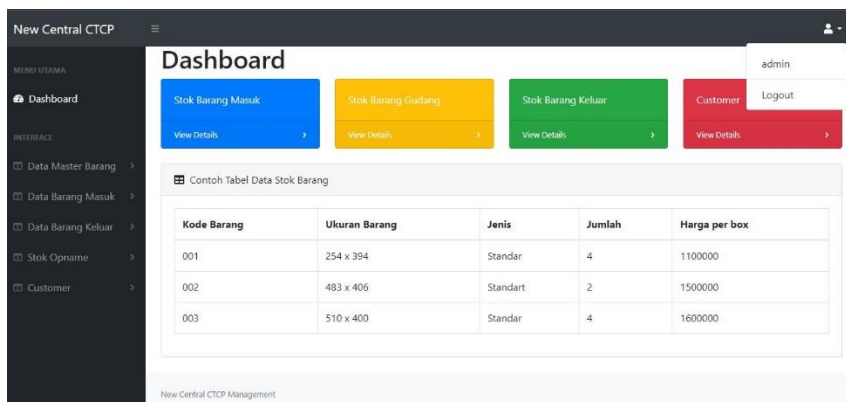 New Central CTCP
MENU UTAMA
Dashboard
INTERFACE
Data Master Barang
Data Barang Masuk
Data Barang Keluar
Stok Opname
Customer
Dashboard
admin
Logout
Stok Barang Masuk
View Details
Stok Barang Gudang
View Details
Stok Barang Keluar
View Details
Customer
View Details
Contoh Tabel Data Stok Barang
Kode Barang Ukuran Barang Jenis Jumlah Harga per box
001 254 x 394 Standar 4 1100000
002 483 x 406 Standart 2 1500000
003 510 x 400 Standar 4 1600000
New Central CTCP Management